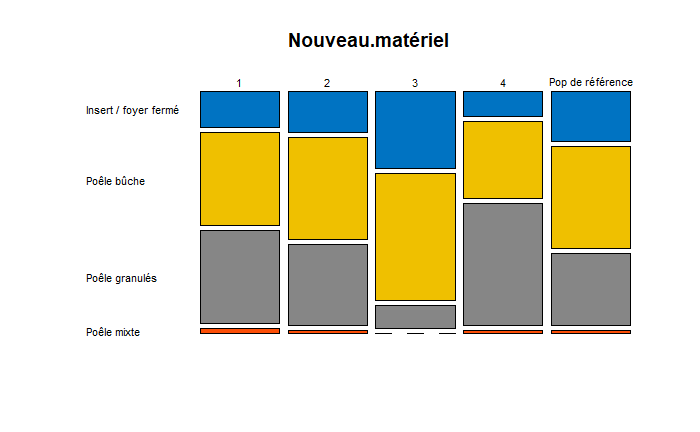 Nouveau.matériel
1 2 3 4 Pop de référence
Insert / foyer fermé
Poêle bûche
Poêle granulés
Poêle mixte